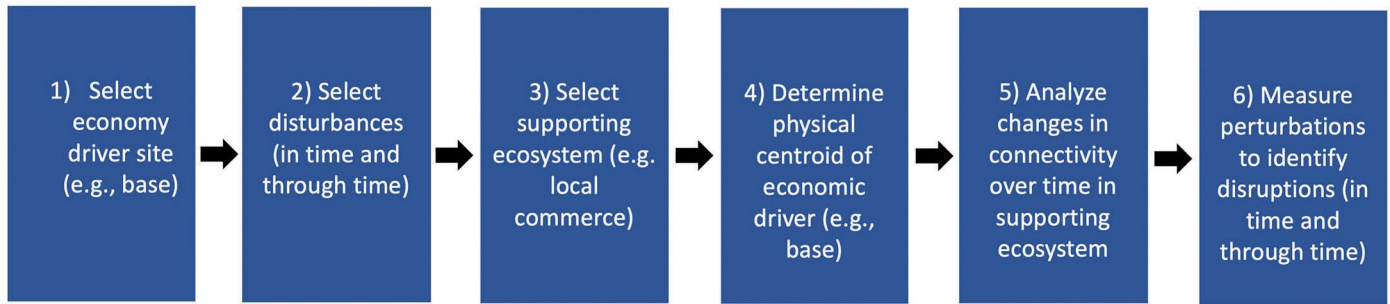 1) Select
economy
driver site
(e.g., base)
2) Select
disturbances
(in time and
through time)
3) Select
supporting
ecosystem (e.g.
local
commerce)
4) Determine
physical
centroid of
economic
driver (e.g.,
base)
5) Analyze
changes in
connectivity
over time in
supporting
ecosystem
6) Measure
perturbations
to identify
disruptions (in
time and
through time)